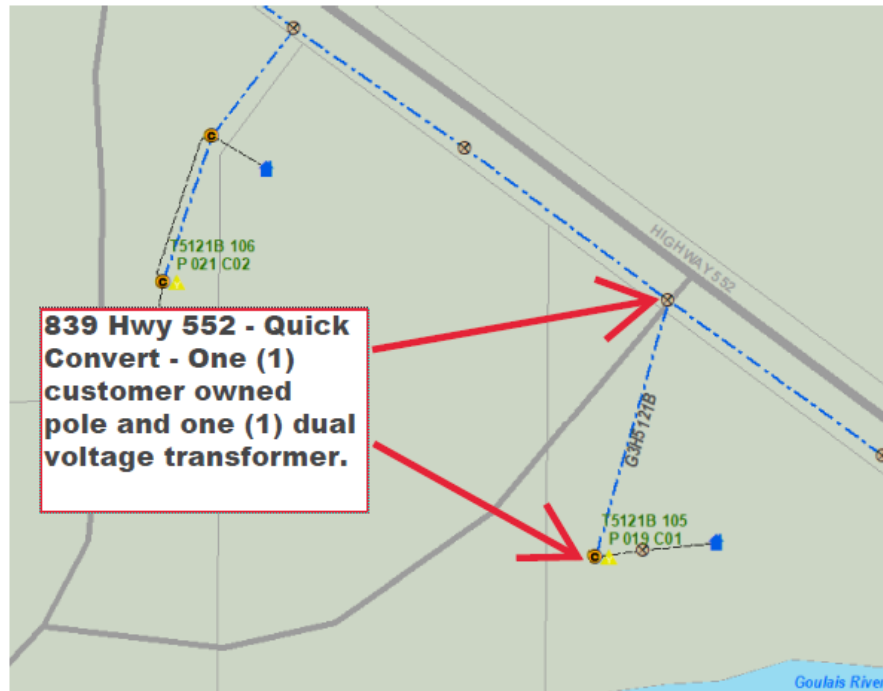 HIGHWAY 552
T5121B 106
P 021 C02
839 Hwy 552 - Quick
Convert - One (1)
customer owned
pole and one (1) dual
voltage transformer.
G3H5121B
T5121B 105
P 019 C01
Goulais River